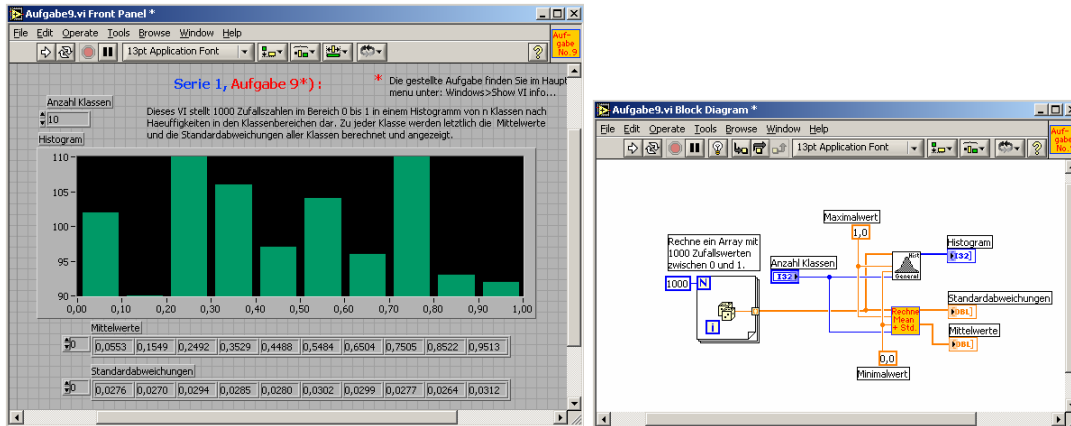 Aufgabe9.vi Front Panel *
File Edit Operate Tools Browse Window Help
13pt Application Font
Auf-
gabe
No. 9
Serie 1, Aufgabe 9*) :
* Die gestellte Aufgabe finden Sie im Haupt
menu unter: Windows>Show VI info...
Anzahl Klassen
10
Dieses VI stellt 1000 Zufallszahlen im Bereich 0 bis 1 in einem Histogramm von n Klassen nach
Haeuffigkeiten in den Klassenbereichen dar. Zu jeder Klasse werden letztlich die Mittelwerte
und die Standardabweichungen aller Klassen berechnet und angezeigt.
Histogram
110
105
100
95
90
0,00 0,10 0,20 0,30 0,40 0,50 0,60 0,70 0,80 0,90 1,00
Mittelwerte
0 0,0553 0,1549 0,2492 0,3529 0,4488 0,5484 0,6504 0,7505 0,8522 0,9513
Standardabweichungen
0 0,0276 0,0270 0,0294 0,0285 0,0280 0,0302 0,0299 0,0277 0,0264 0,0312
Aufgabe9.vi Block Diagram *
File Edit Operate Tools Browse Window Help
13pt Application Font
Auf-
gabe
No. 9
Maximalwert
1,0
Rechne ein Array mit
1000 Zufallswerten
zwischen 0 und 1.
Anzahl Klassen
I32
Hist
General
Histogram
I32
1000
N
i
Standardabweichungen
DBL
Rechne
Mean
+ Std.
Mittelwerte
DBL
0,0
Minimalwert